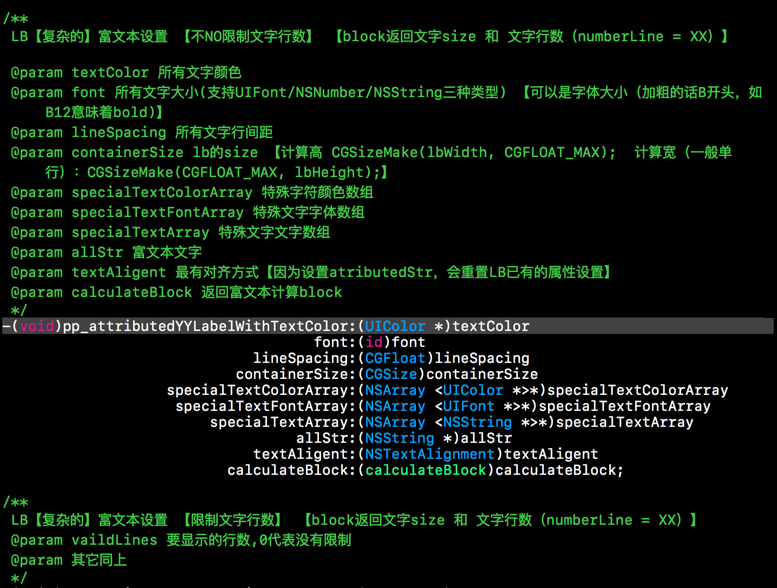 /**
LB【复杂的】富文本设置 【不NO限制文字行数】 【block返回文字size 和 文字行数（numberLine = XX）】
@param textColor 所有文字颜色
@param font 所有文字大小(支持UIFont/NSNumber/NSString三种类型) 【可以是字体大小（加粗的话B开头，如
B12意味着bold)】
@param lineSpacing 所有文字行间距
@param containerSize lb的size 【计算高 CGSizeMake(lbWidth, CGFLOAT_MAX); 计算宽（一般单
行）：CGSizeMake(CGFLOAT_MAX, lbHeight);】
@param specialTextColorArray 特殊字符颜色数组
@param specialTextFontArray 特殊文字字体数组
@param specialTextArray 特殊文字文字数组
@param allStr 富文本文字
@param textAligent 最有对齐方式【因为设置atributedStr，会重置LB已有的属性设置】
@param calculateBlock 返回富文本计算block
*/
-(void)pp_attributedYYLabelWithTextColor:(UIColor *)textColor
font:(id)font
lineSpacing:(CGFloat)lineSpacing
containerSize:(CGSize)containerSize
specialTextColorArray:(NSArray <UIColor *>*)specialTextColorArray
specialTextFontArray:(NSArray <UIFont *>*)specialTextFontArray
specialTextArray:(NSArray <NSString *>*)specialTextArray
allStr:(NSString *)allStr
textAligent:(NSTextAlignment)textAligent
calculateBlock:(calculateBlock)calculateBlock;
/**
LB【复杂的】富文本设置 【限制文字行数】 【block返回文字size 和 文字行数（numberLine = XX）】
@param vaildLines 要显示的行数,0代表没有限制
@param 其它同上
*/